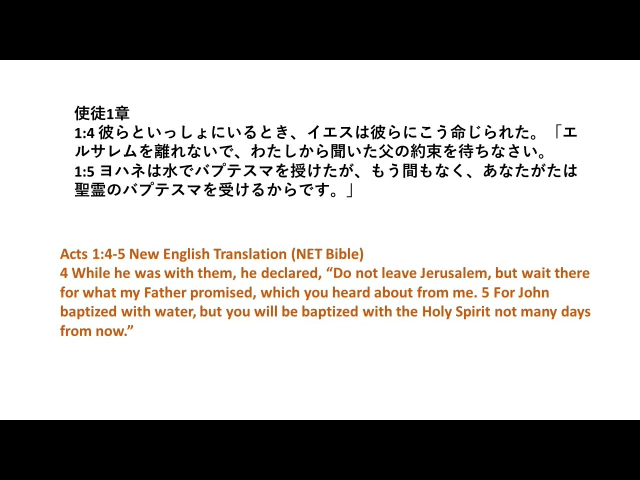 使徒1章
1:4 彼らといっしょにいるとき、イエスは彼らにこう命じられた。「エ
ルサレムを離れないで、わたしから聞いた父の約束を待ちなさい。
1:5 ヨハネは水でバプテスマを授けたが、もう間もなく、あなたがたは
聖霊のバプテスマを受けるからです。」
Acts 1:4-5 New English Translation (NET Bible)
4 While he was with them, he declared, “Do not leave Jerusalem, but wait there
for what my Father promised, which you heard about from me. 5 For John
baptized with water, but you will be baptized with the Holy Spirit not many days
from now.”